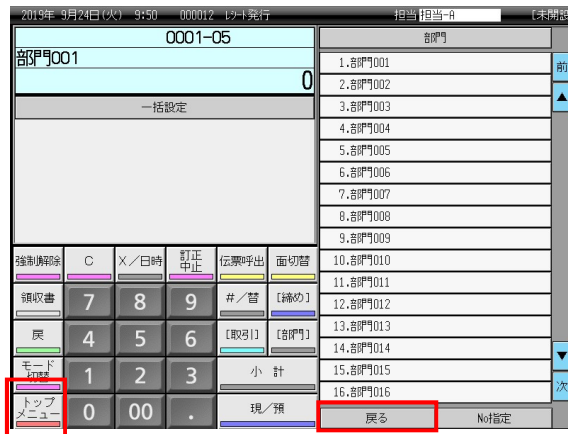 2019年 9月24日(火) 9:50 000012 レシート発行 担当 担当-A [未開設
0001-05
部門001
0
一括設定
部門
1.部門001
2.部門002
3.部門003
4.部門004
5.部門005
6.部門006
7.部門007
8.部門008
9.部門009
10.部門010
11.部門011
12.部門012
13.部門013
14.部門014
15.部門015
16.部門016
前
▲
▼
次
戻る No指定
強制解除 C X/日時 訂正中止 伝票呼出 面切替
領収書 7 8 9 #/替 [締め]
戻 4 5 6 [取引] [部門]
モード切替 1 2 3 小 計
トップメニュー 0 00 . 現/預